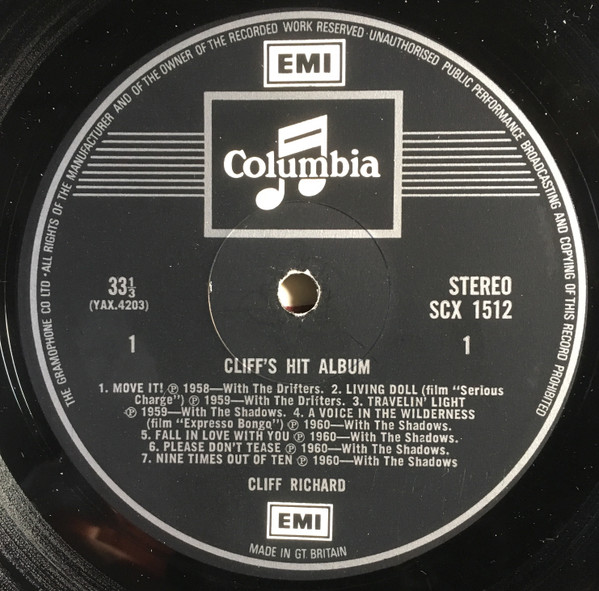 THE GRAMOPHONE CO LTD · ALL RIGHTS OF THE MANUFACTURER AND OF THE OWNER OF THE RECORDED WORK RESERVED · UNAUTHORISED PUBLIC PERFORMANCE BROADCASTING AND COPYING OF THIS RECORD PROHIBITED
EMI
Columbia
33⅓
(YAX.4203)
STEREO
SCX 1512
1
1
CLIFF'S HIT ALBUM
1. MOVE IT! ℗ 1958—With The Drifters. 2. LIVING DOLL (film "Serious
Charge") ℗ 1959—With The Drifters. 3. TRAVELIN' LIGHT
℗ 1959—With The Shadows. 4. A VOICE IN THE WILDERNESS
(film "Expresso Bongo") ℗ 1960—With The Shadows.
5. FALL IN LOVE WITH YOU ℗ 1960—With The Shadows.
6. PLEASE DON'T TEASE ℗ 1960—With The Shadows.
7. NINE TIMES OUT OF TEN ℗ 1960—With The Shadows
CLIFF RICHARD
EMI
MADE IN GT BRITAIN